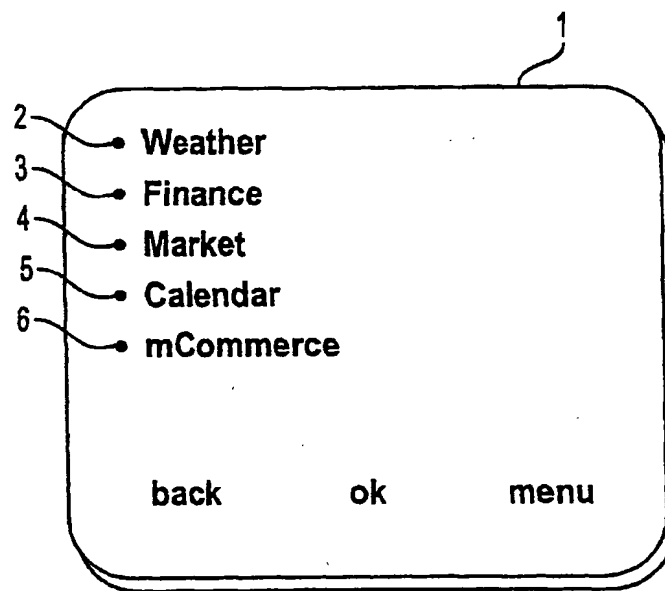 1
2 • Weather
3 • Finance
4 • Market
5 • Calendar
6 • mCommerce
back ok menu